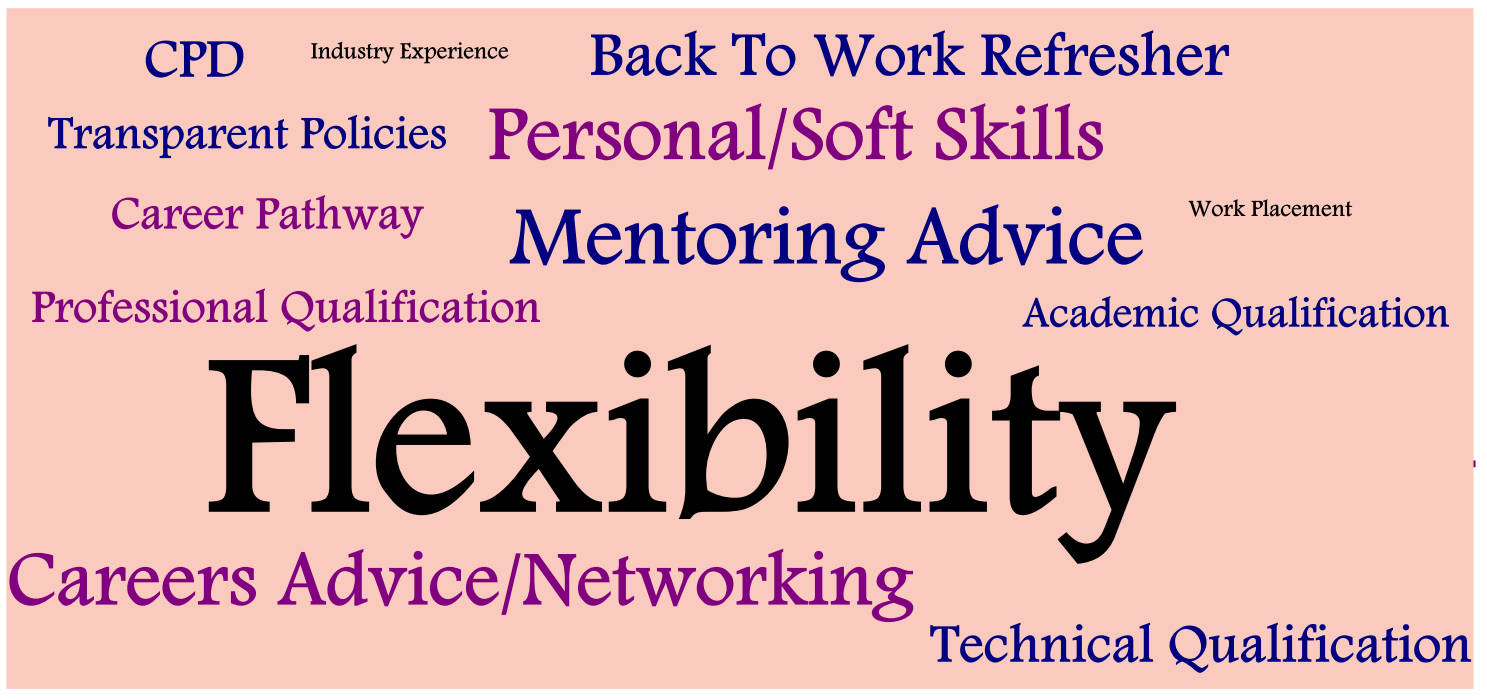 CPD
Industry Experience
Back To Work Refresher
Transparent Policies
Personal/Soft Skills
Career Pathway
Mentoring Advice
Work Placement
Professional Qualification
Academic Qualification
Flexibility
Careers Advice/Networking
Technical Qualification